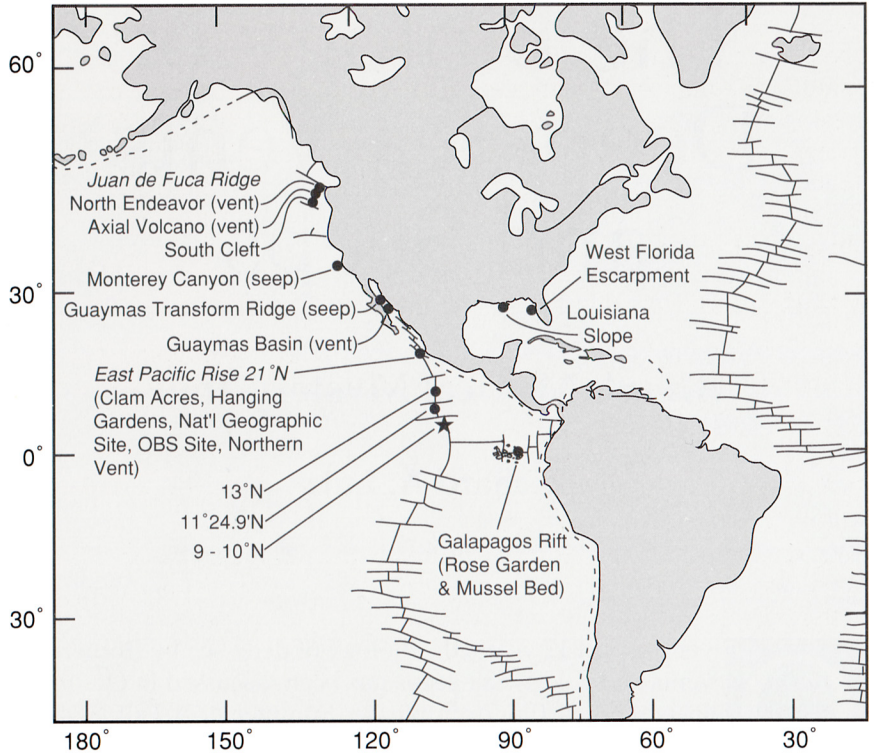 60°
Juan de Fuca Ridge
North Endeavor (vent)
Axial Volcano (vent)
South Cleft
Monterey Canyon (seep)
30°
Guaymas Transform Ridge (seep)
Guaymas Basin (vent)
East Pacific Rise 21°N
(Clam Acres, Hanging
Gardens, Nat'l Geographic
Site, OBS Site, Northern
Vent)
0°
13°N
11°24.9'N
9 - 10°N
West Florida
Escarpment
Louisiana
Slope
Galapagos Rift
(Rose Garden
& Mussel Bed)
30°
180°
150°
120°
90°
60°
30°